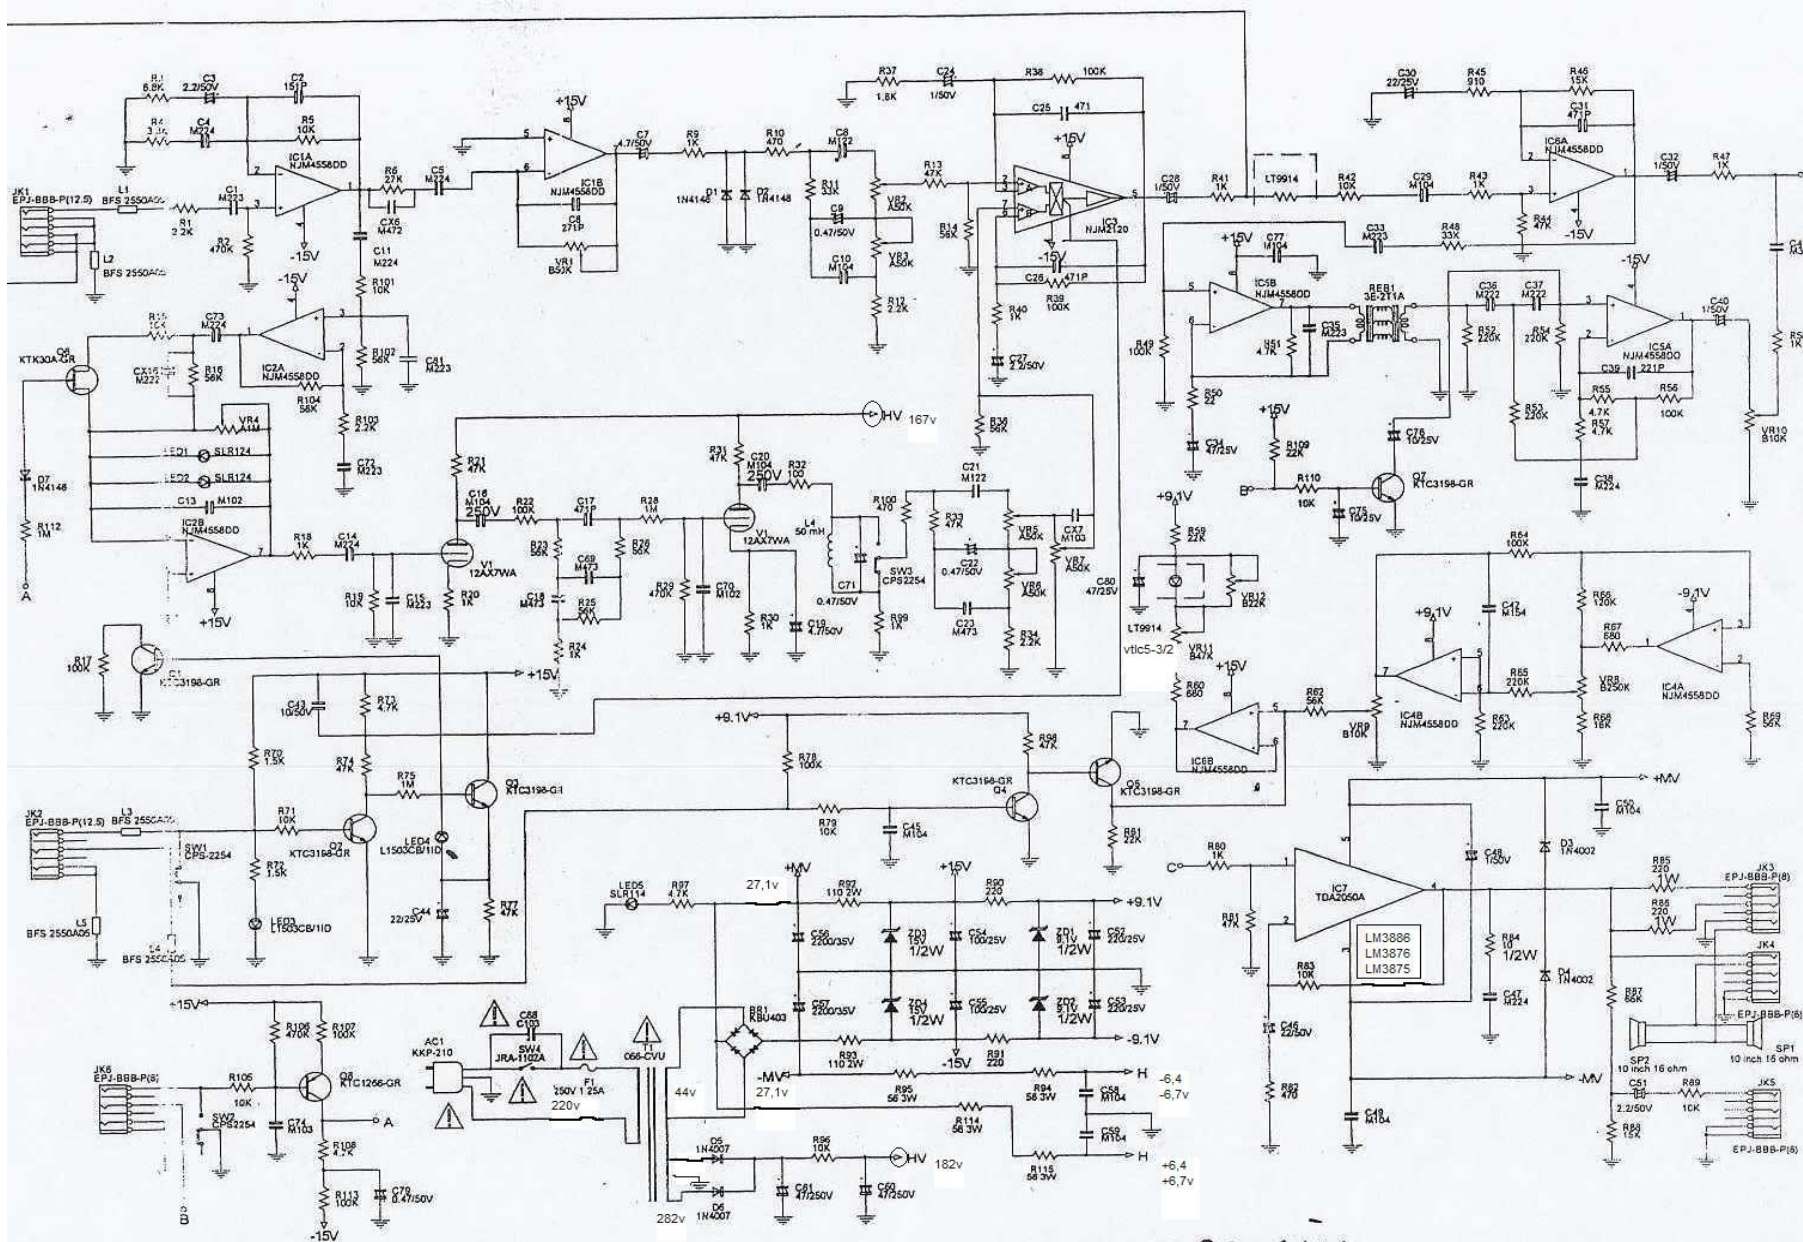 C3
2.2/50V
C2
151P
R4
C4
M224
R5
10K
IC1A
NJM4558DD
JK1
EPJ-BBB-P(12.5)
L1
R1
2.2K
C1
M223
R2
470K
2
3
1
-15V
L2
R6
27K
CX6
M472
C5
M224
C11
M224
R101
10K
+15V
5
6
IC1B
NJM4558DD
C7
4.7/50V
271P
VR1
R9
1K
R10
470
C8
M122
D1
1N4148
D2
1N4148
R11
33K
C9
0.47/50V
C10
M104
VR2
A50K
VR3
A50K
R12
2.2K
R13
47K
R14
56K
R37
1.8K
C24
1/50V
R38
100K
C25
471
+15V
IC3
NJM2120
-15V
C26
471P
R39
100K
R40
1K
C27
2.2/50V
C28
1/50V
R41
1K
LT9914
R42
10K
C29
M104
R43
1K
R44
47K
C30
22/25V
R45
910
R46
15K
C31
471P
IC6A
NJM4558DD
-15V
C32
1/50V
R47
1K
C33
M223
R48
33K
+15V
C77
M104
IC5B
NJM4558DD
R49
100K
R50
22
C34
47/25V
4.7K
C35
M223
REB1
3E-2T1A
C36
M222
C37
M222
R52
220K
R54
220K
R53
220K
-15V
IC5A
NJM4558DD
C39
221P
R55
4.7K
R56
100K
R57
4.7K
C38
M224
C40
1/50V
VR10
B10K
1K
Q6
KTK30A-GR
C73
M224
R16
56K
M222
-15V
IC2A
NJM4558DD
R102
56K
C81
M223
R104
56K
R103
2.2K
C72
M223
VR4
A1M
LED1
SLR124
LED2
SLR124
C13
M102
D7
1N4148
R112
1M
A
IC2B
NJM4558DD
+15V
R18
1K
C14
M224
R19
10K
C15
M223
R21
47K
V1
12AX7WA
R20
1K
C16
M104
250V
R22
100K
C17
471P
R23
56K
C69
M473
R26
56K
C18
M473
R25
56K
R24
1K
R28
1M
R29
470K
C70
M102
R31
47K
C20
M104
250V
R32
100
V1
12AX7WA
R30
1K
C19
4.7/50V
HV
167v
L4
50 mH
C71
0.47/50V
SW3
CPS2254
R99
1K
R100
470
C21
M122
R33
47K
C22
0.47/50V
C23
M473
VR5
A50K
VR6
A50K
R34
2.2K
CX7
M103
VR7
A50K
R36
56K
+15V
R109
22K
B
R110
10K
C75
10/25V
C76
10/25V
Q7
KTC3198-GR
+9.1V
R59
22K
C80
47/25V
LT9914
VR12
B22K
VR11
B47K
vtlc5-3/2
R60
680
+15V
IC6B
NJM4558DD
R62
56K
VR9
B10K
+9.1V
IC4B
NJM4558DD
C42
M154
R64
100K
R65
220K
R63
220K
R66
120K
R67
680
VR8
B250K
R68
16K
-9.1V
IC4A
NJM4558DD
R69
56K
R17
100K
KTC3198-GR
+15V
C43
10/50V
R73
4.7K
R70
1.5K
R74
47K
R75
1M
R71
10K
Q2
KTC3198-GR
Q3
R72
1.5K
LED3
L1503CB/1ID
LED4
L1503CB/1ID
C44
22/25V
R77
47K
JK2
EPJ-BBB-P(12.5)
L3
SW1
CPS-2254
L5
BFS 2550A05
+9.1V
R78
100K
R98
47K
R79
10K
C45
M104
KTC3198-GR
Q4
Q5
KTC3198-GR
R61
22K
+MV
C50
M104
C
R80
1K
R81
47K
IC7
TDA2050A
LM3886
LM3876
LM3875
R83
10K
C46
22/50V
R82
470
C49
M104
C48
1/50V
R84
10
1/2W
C47
M224
D3
1N4002
D4
1N4002
-MV
R85
220
1W
R86
220
1W
JK3
EPJ-BBB-P(8)
JK4
EPJ-BBB-P(8)
R87
56K
SP2
10 inch 16 ohm
SP1
10 inch 16 ohm
C51
2.2/50V
R89
10K
R88
15K
JK5
EPJ-BBB-P(8)
LED5
SLR114
R97
4.7K
27,1v
+MV
R92
110 2W
+15V
R90
220
+9.1V
C56
2200/35V
ZD3
15V
1/2W
C54
100/25V
ZD1
9.1V
1/2W
C52
220/25V
C57
2200/35V
ZD4
15V
1/2W
C55
100/25V
ZD2
9.1V
1/2W
C53
220/25V
BR1
KBU403
R93
110 2W
-15V
R91
220
-9.1V
-MV
27,1v
R95
56 3W
R94
56 3W
C58
M104
H
-6,4
-6,7v
R114
56 3W
R115
56 3W
C59
M104
H
+6,4
+6,7v
AC1
KKP-210
C88
C103
SW4
JRA-1102A
F1
250V 1.25A
220v
T1
066-CVU
44v
282v
D5
1N4007
D6
1N4007
R96
10K
C61
47/250V
C60
47/250V
HV
182v
+15V
R106
470K
R107
100K
JK6
EPJ-BBB-P(8)
R105
10K
SW2
CPS2254
C74
M103
Q8
KTC1266-GR
A
R108
R113
100K
C79
0.47/50V
-15V
B